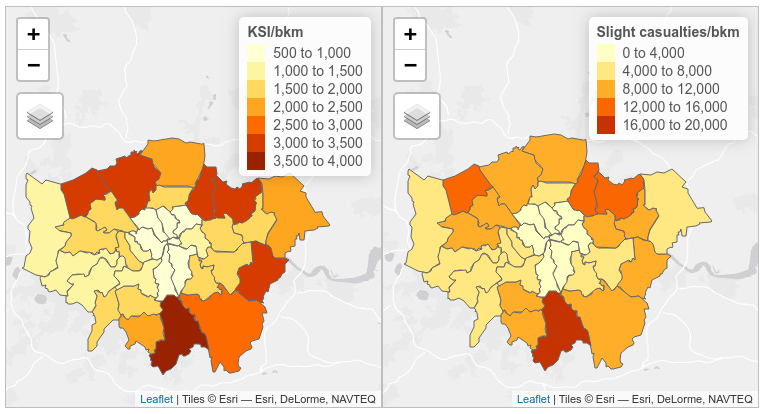 +
−
KSI/bkm
500 to 1,000
1,000 to 1,500
1,500 to 2,000
2,000 to 2,500
2,500 to 3,000
3,000 to 3,500
3,500 to 4,000
Leaflet | Tiles © Esri — Esri, DeLorme, NAVTEQ
+
−
Slight casualties/bkm
0 to 4,000
4,000 to 8,000
8,000 to 12,000
12,000 to 16,000
16,000 to 20,000
Leaflet | Tiles © Esri — Esri, DeLorme, NAVTEQ